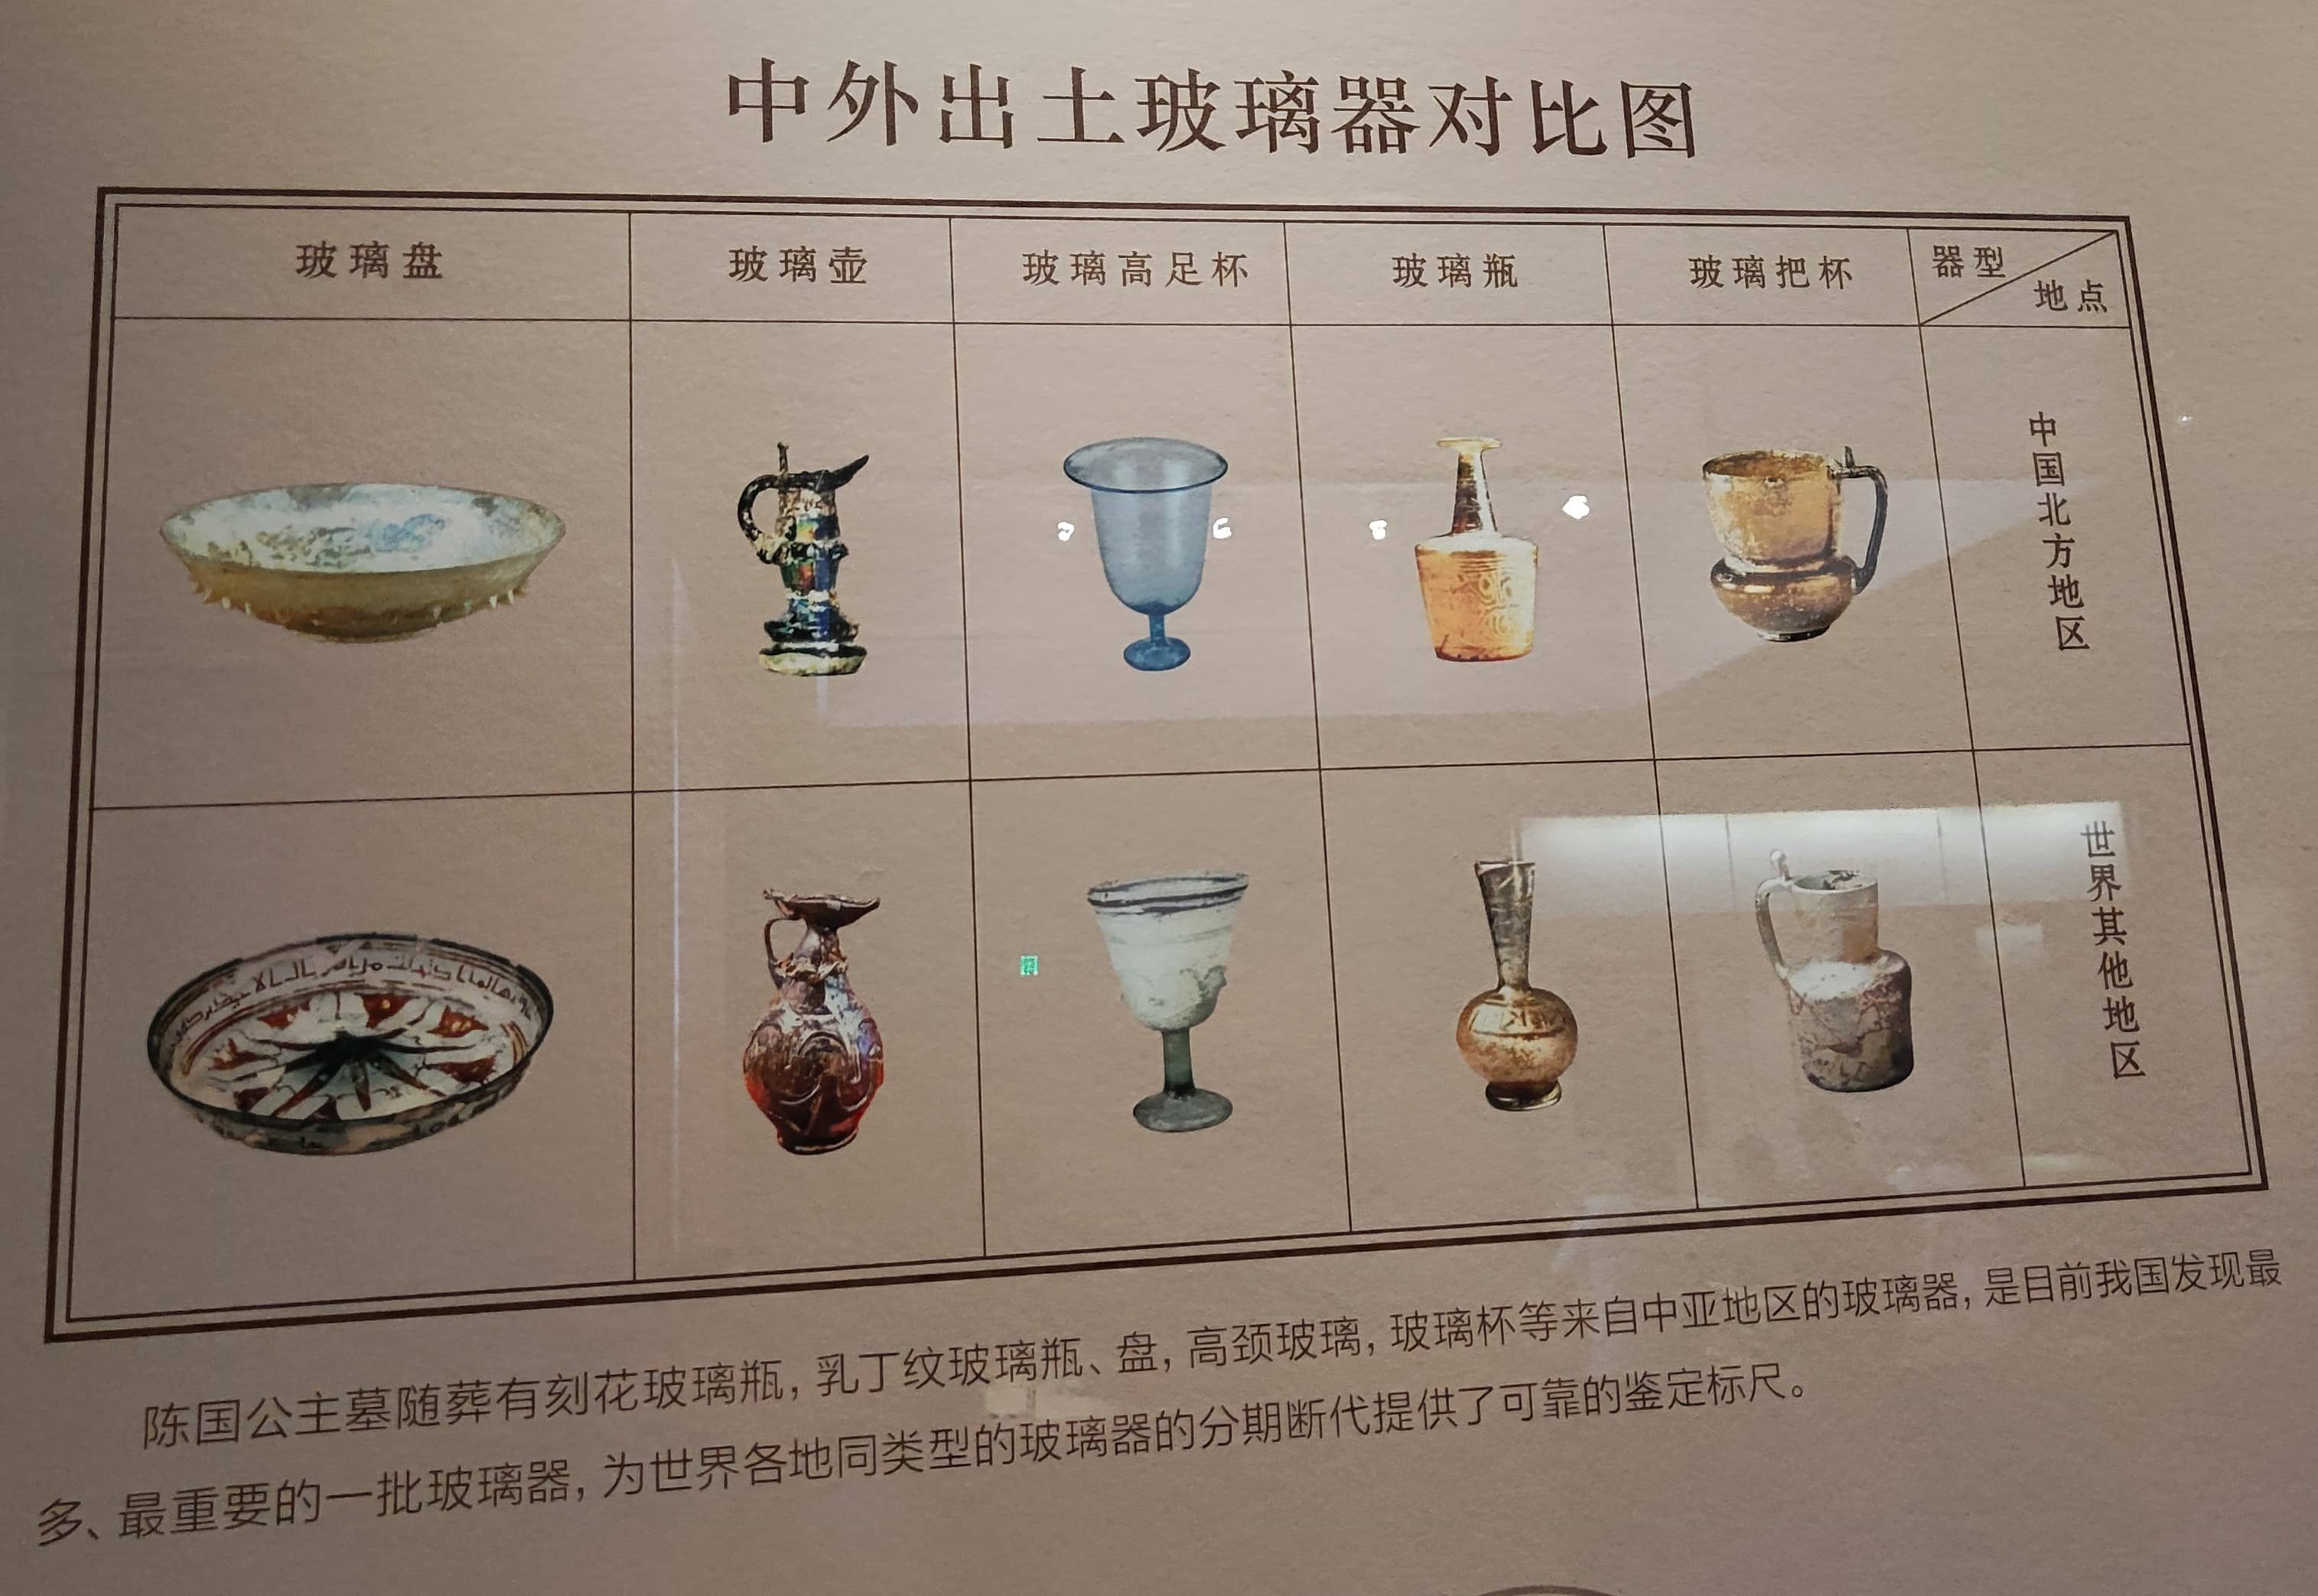 中外出土玻璃器对比图
玻璃盘
玻璃壶
玻璃高足杯
玻璃瓶
玻璃把杯
器型
地点
中国北方地区
世界其他地区
陈国公主墓随葬有刻花玻璃瓶，乳丁纹玻璃瓶、盘，高颈玻璃，玻璃杯等来自中亚地区的玻璃器，是目前我国发现最
多、最重要的一批玻璃器，为世界各地同类型的玻璃器的分期断代提供了可靠的鉴定标尺。